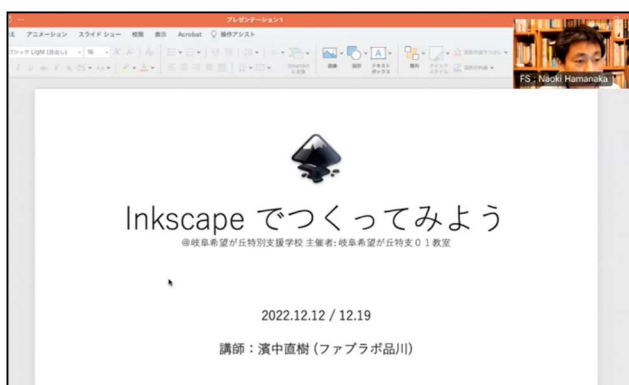 プレゼンテーション1
アニメーション スライド ショー 校閲 表示 Acrobat 操作アシスト
FS : Naoki Hamanaka
Inkscape でつくってみよう
@岐阜希望が丘特別支援学校 主催者: 岐阜希望が丘特支01教室
2022.12.12 / 12.19
講師：濱中直樹 (ファブラボ品川)